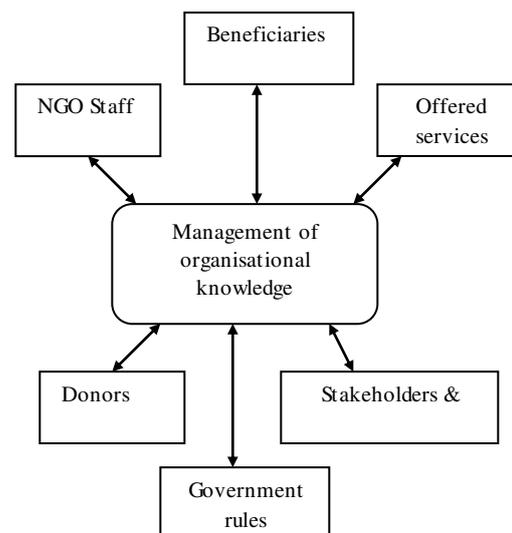 Beneficiaries
NGO Staff
Offered
services
Management of
organisational
knowledge
Donors
Stakeholders &
Government
rules